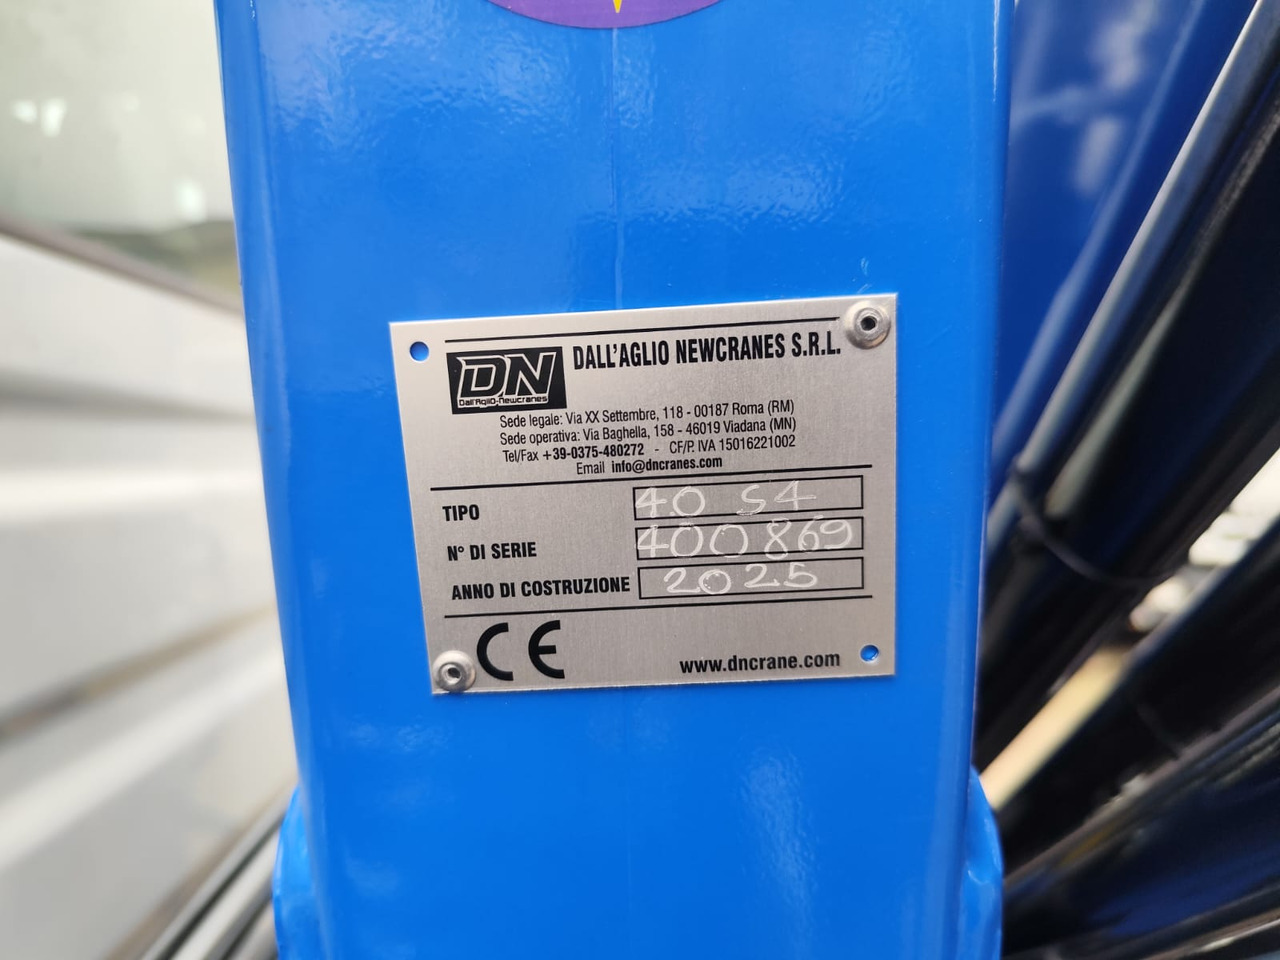 DN
Dall'Aglio-Newcranes
DALL'AGLIO NEWCRANES S.R.L.
Sede legale: Via XX Settembre, 118 - 00187 Roma (RM)
Sede operativa: Via Baghella, 158 - 46019 Viadana (MN)
Tel/Fax +39-0375-480272 - CF/P. IVA 15016221002
Email info@dncranes.com
TIPO 40 S4
N° DI SERIE 400869
ANNO DI COSTRUZIONE 2025
CE
www.dncrane.com